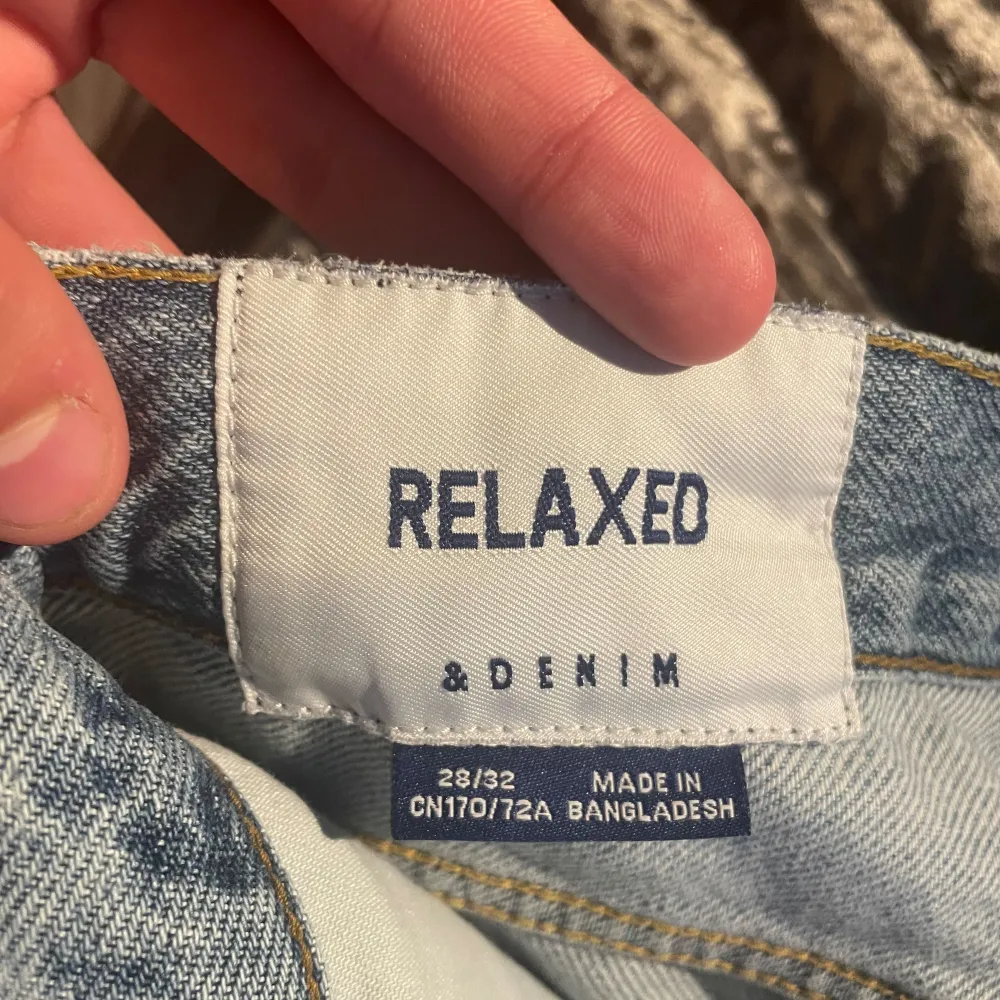 RELAXED
& DENIM
28/32
CN170/72A
MADE IN
BANGLADESH